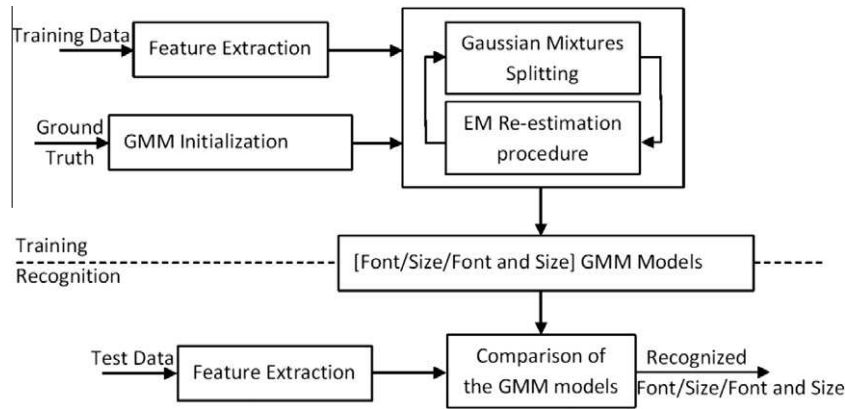 Training Data
Feature Extraction
Gaussian Mixtures
Splitting
Ground
Truth
GMM Initialization
EM Re-estimation
procedure
Training
Recognition
[Font/Size/Font and Size] GMM Models
Test Data
Feature Extraction
Comparison of
the GMM models
Recognized
Font/Size/Font and Size